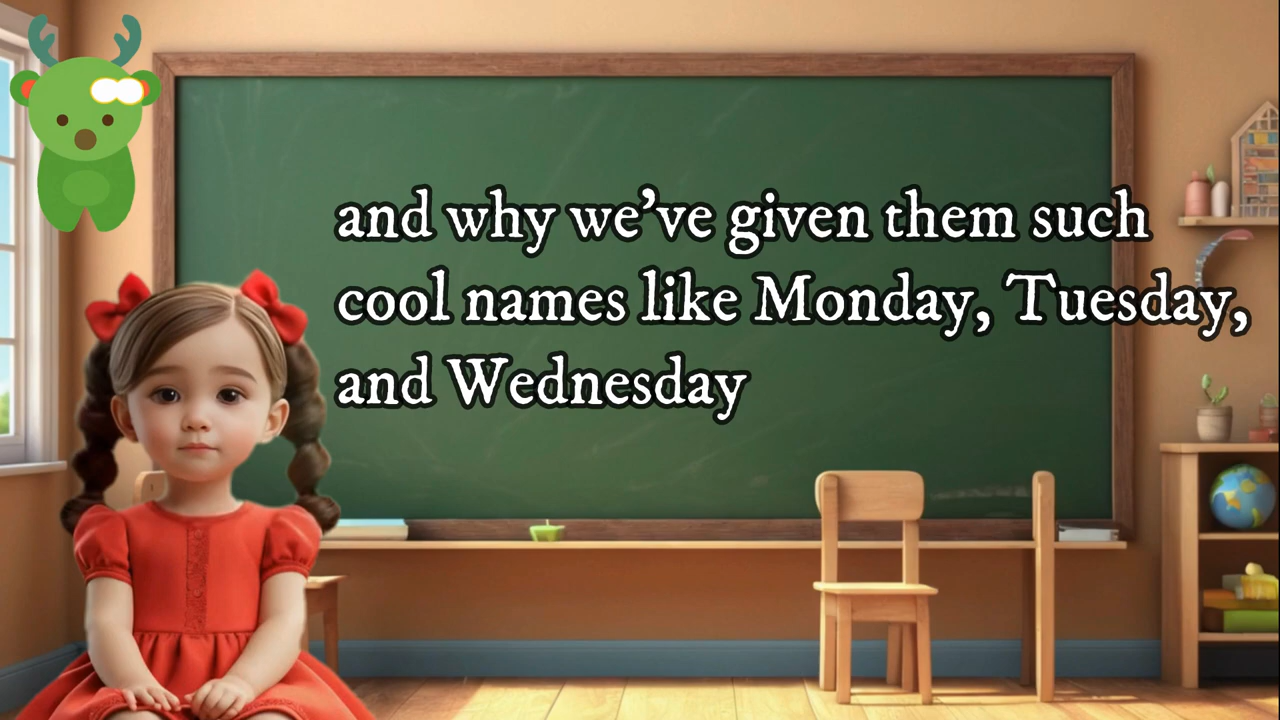 and why we've given them such
cool names like Monday, Tuesday,
and Wednesday